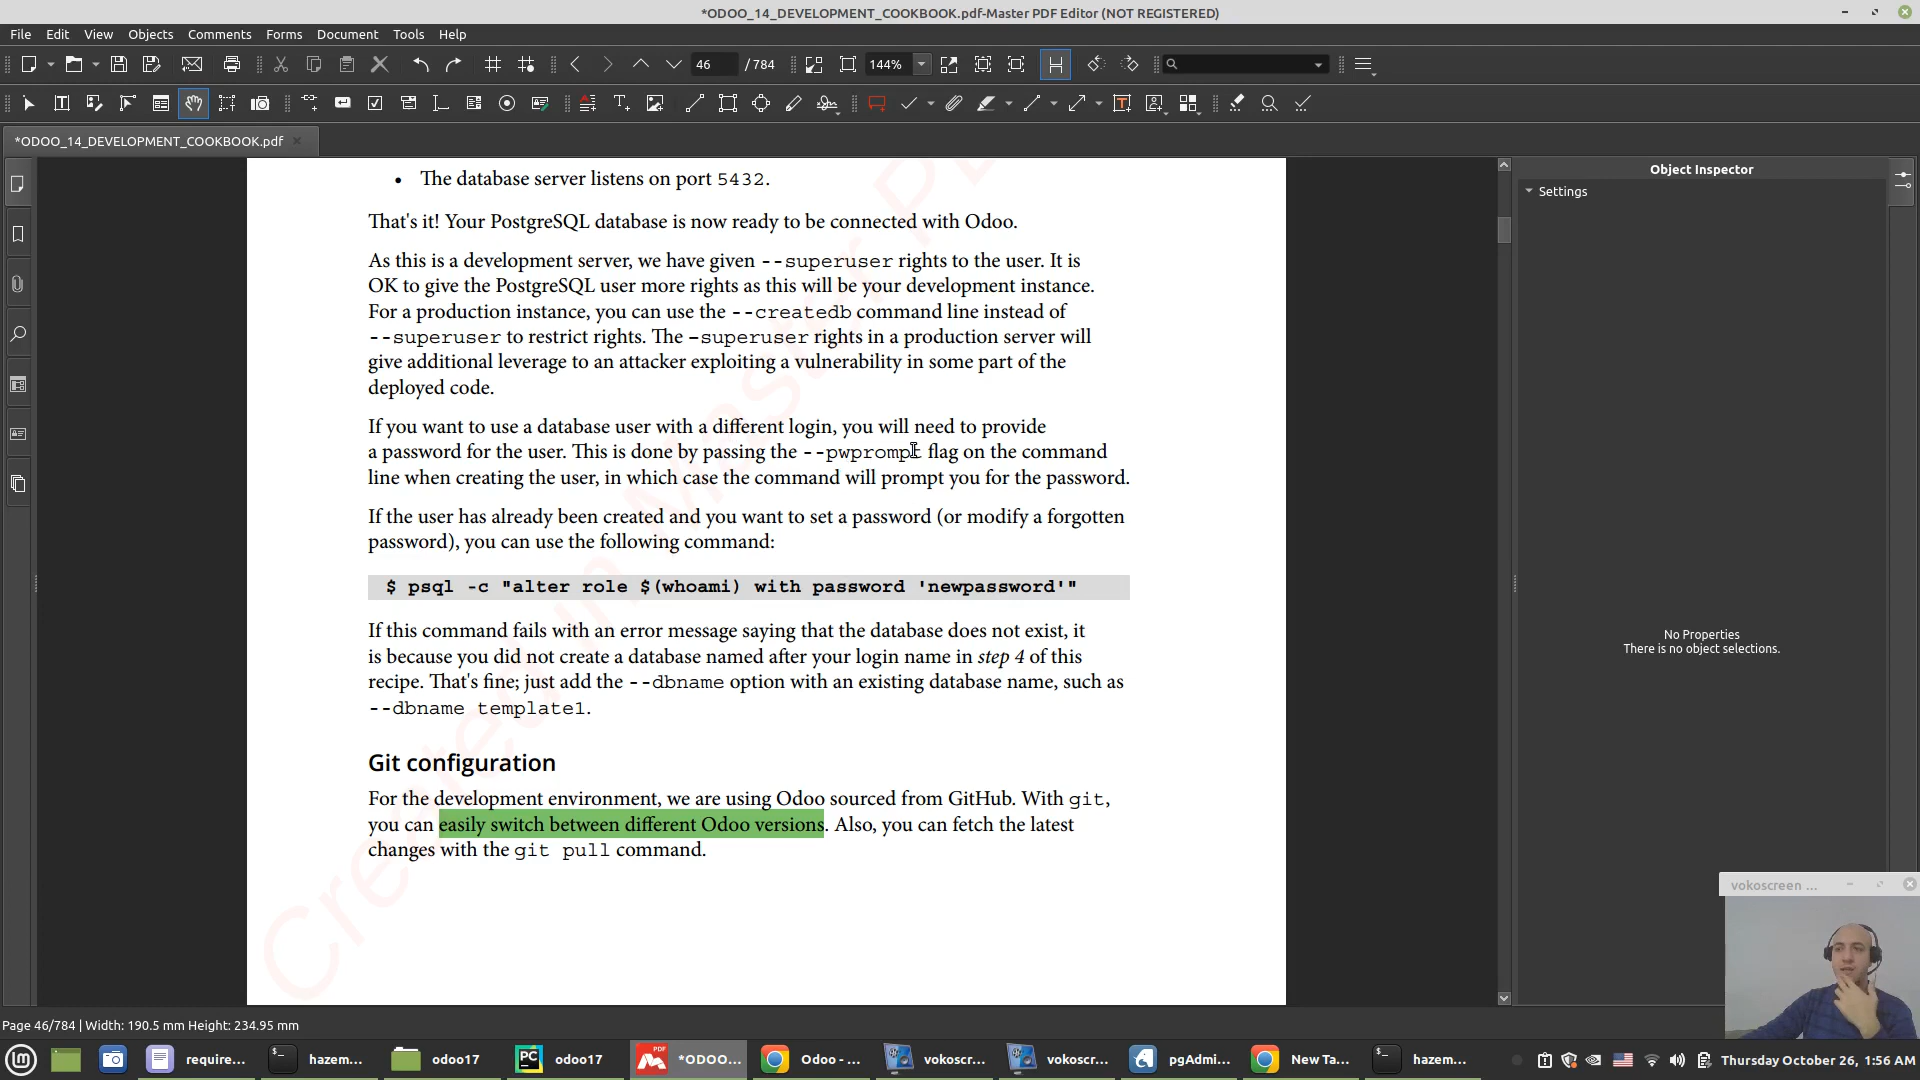 *ODOO_14_DEVELOPMENT_COOKBOOK.pdf-Master PDF Editor (NOT REGISTERED)
File Edit View Objects Comments Forms Document Tools Help
46 / 784 144%
*ODOO_14_DEVELOPMENT_COOKBOOK.pdf
Object Inspector
Settings
• The database server listens on port 5432.
That's it! Your PostgreSQL database is now ready to be connected with Odoo.
As this is a development server, we have given --superuser rights to the user. It is
OK to give the PostgreSQL user more rights as this will be your development instance.
For a production instance, you can use the --createdb command line instead of
--superuser to restrict rights. The –superuser rights in a production server will
give additional leverage to an attacker exploiting a vulnerability in some part of the
deployed code.
If you want to use a database user with a different login, you will need to provide
a password for the user. This is done by passing the --pwprompt flag on the command
line when creating the user, in which case the command will prompt you for the password.
If the user has already been created and you want to set a password (or modify a forgotten
password), you can use the following command:
$ psql -c "alter role $(whoami) with password 'newpassword'"
If this command fails with an error message saying that the database does not exist, it
is because you did not create a database named after your login name in step 4 of this
recipe. That's fine; just add the --dbname option with an existing database name, such as
--dbname template1.
Git configuration
For the development environment, we are using Odoo sourced from GitHub. With git,
you can easily switch between different Odoo versions. Also, you can fetch the latest
changes with the git pull command.
No Properties
There is no object selections.
vokoscreen ...
Page 46/784 | Width: 190.5 mm Height: 234.95 mm
require... hazem... odoo17 odoo17 *ODOO... Odoo - ... vokoscr... vokoscr... pgAdmi... New Ta... hazem... Thursday October 26, 1:56 AM